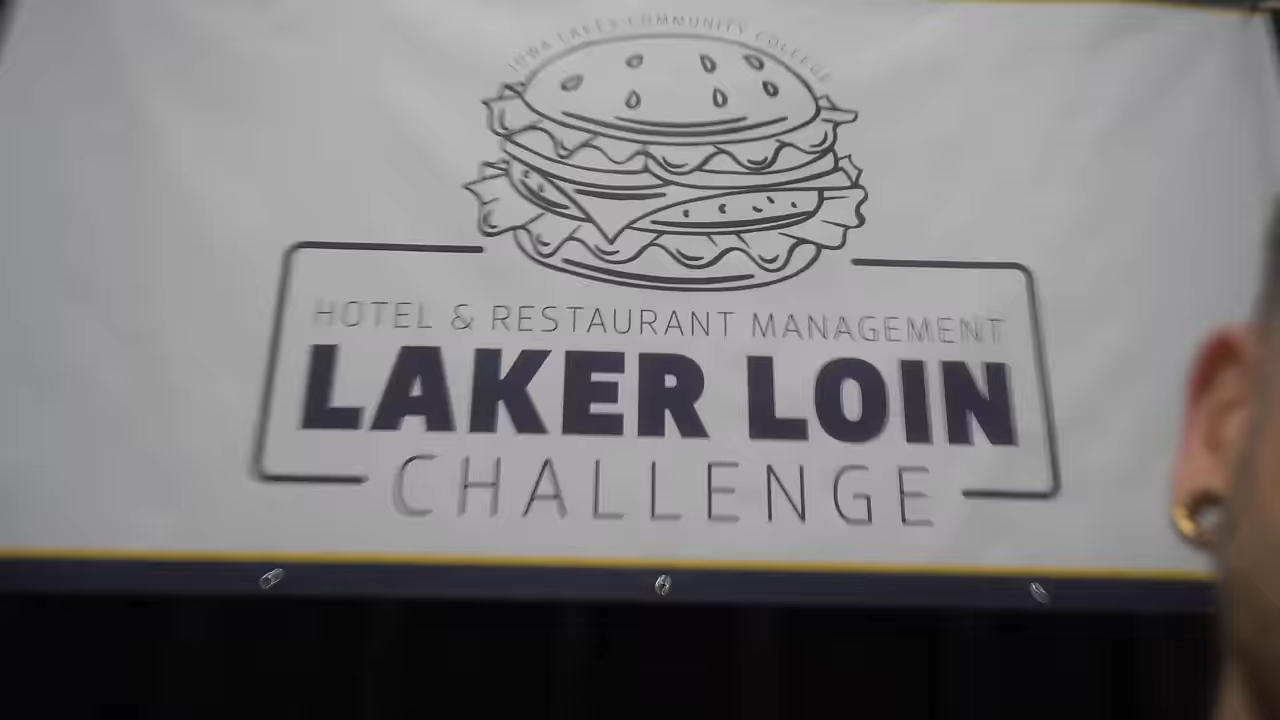 IOWA LAKES COMMUNITY COLLEGE
HOTEL & RESTAURANT MANAGEMENT
LAKER LOIN
CHALLENGE